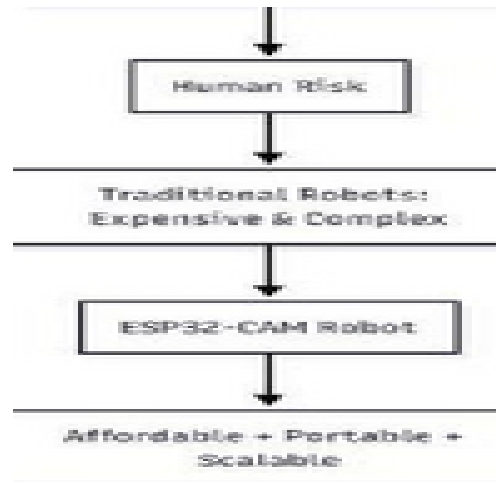 Human Risk
Traditional Robots:
Expensive & Complex
ESP32-CAM Robot
Affordable + Portable +
Scalable